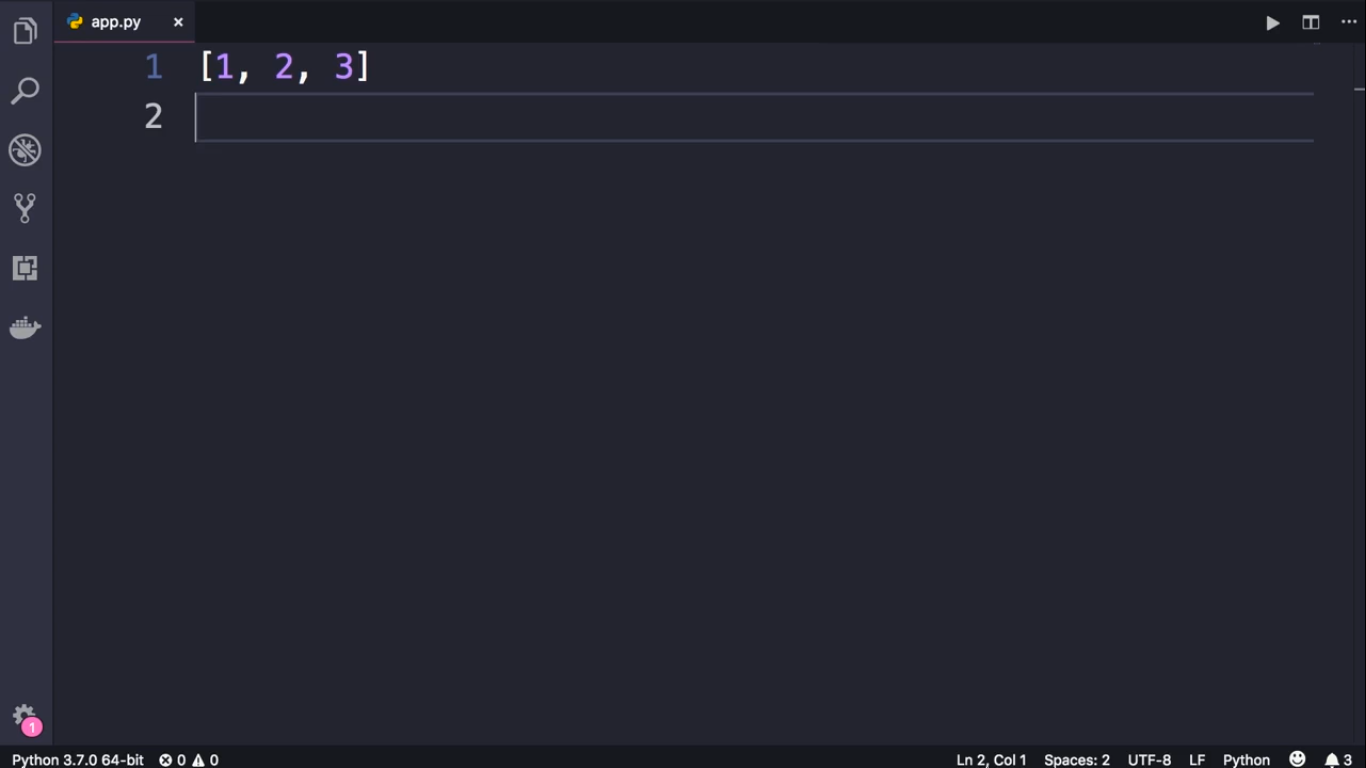 app.py ×
1 [1, 2, 3]
2
1
Python 3.7.0 64-bit 0 0 Ln 2, Col 1 Spaces: 2 UTF-8 LF Python 3